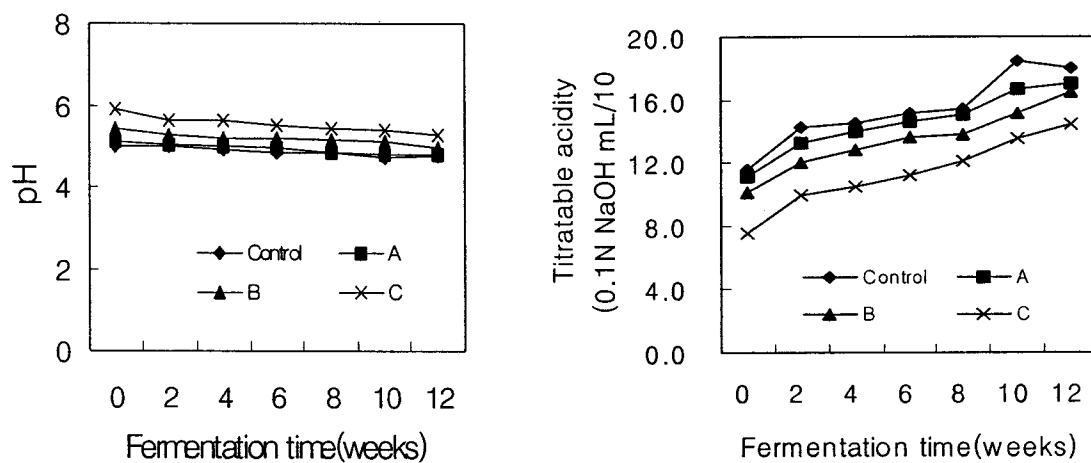 8
6
4
2
0
pH
Control
A
B
C
0 2 4 6 8 10 12
Fermentation time(weeks)
20.0
16.0
12.0
8.0
4.0
0.0
Titratable acidity
(0.1N NaOH mL/10
Control
A
B
C
0 2 4 6 8 10 12
Fermentation time(weeks)